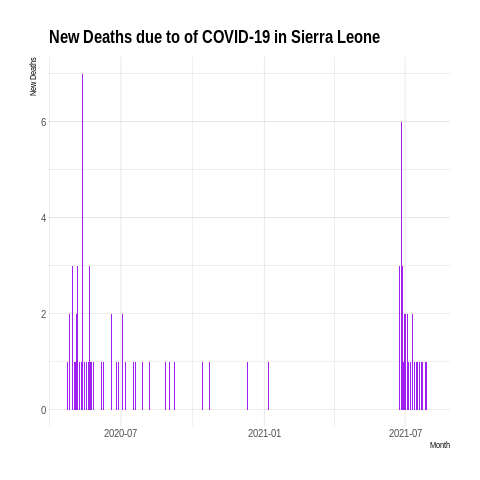 New Deaths due to of COVID-19 in Sierra Leone
New Deaths
6
4
2
0
2020-07 2021-01 2021-07
Month